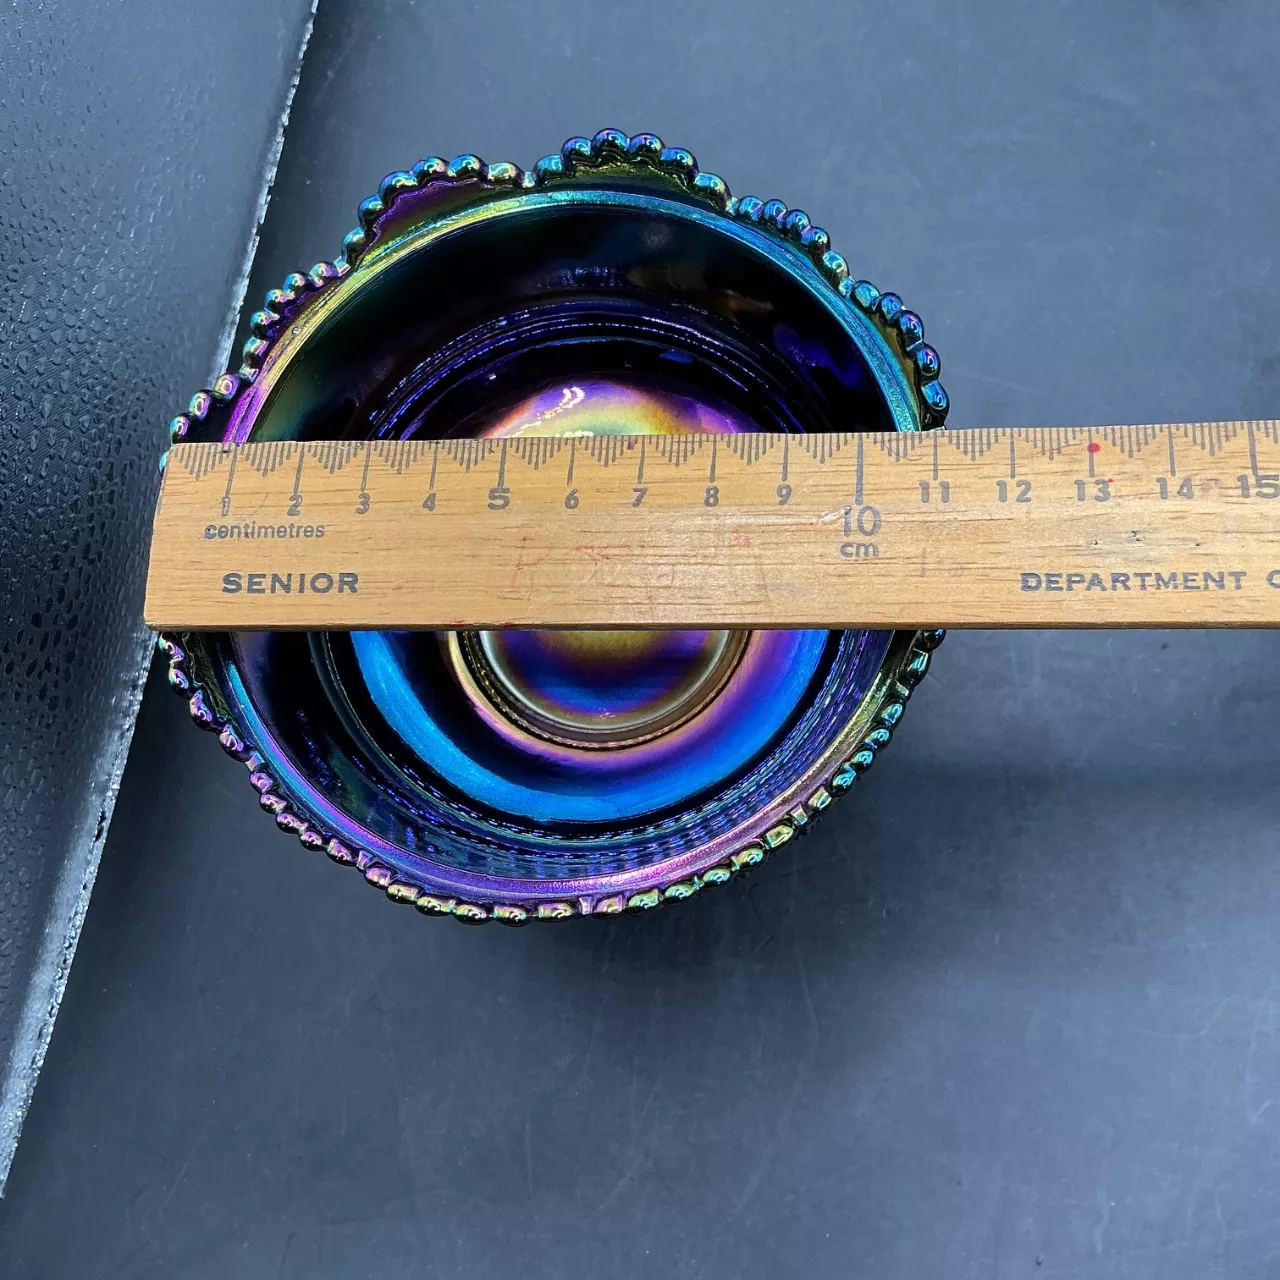 1 2 3 4 5 6 7 8 9 10 11 12 13 14 15
centimetres cm
SENIOR DEPARTMENT